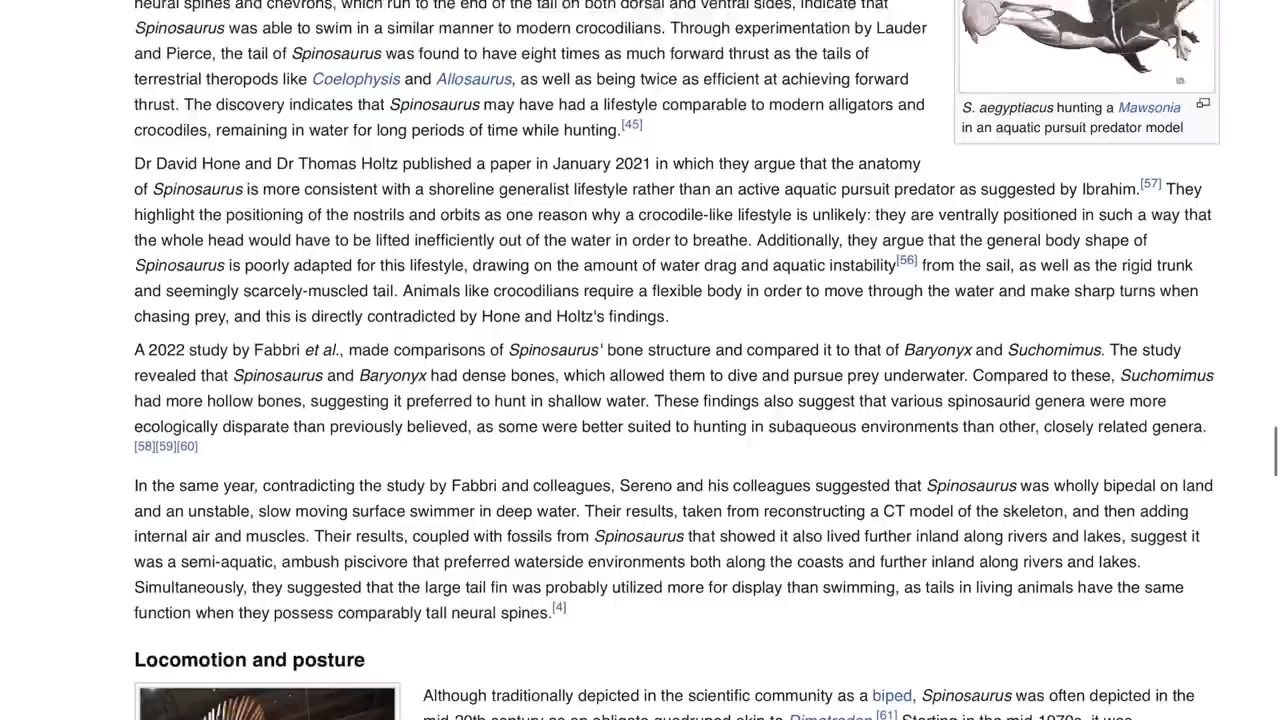 neural spines and chevrons, which run to the end of the tail on both dorsal and ventral sides, indicate that
Spinosaurus was able to swim in a similar manner to modern crocodilians. Through experimentation by Lauder
and Pierce, the tail of Spinosaurus was found to have eight times as much forward thrust as the tails of
terrestrial theropods like Coelophysis and Allosaurus, as well as being twice as efficient at achieving forward
thrust. The discovery indicates that Spinosaurus may have had a lifestyle comparable to modern alligators and
crocodiles, remaining in water for long periods of time while hunting.[45]
S. aegyptiacus hunting a Mawsonia
in an aquatic pursuit predator model
Dr David Hone and Dr Thomas Holtz published a paper in January 2021 in which they argue that the anatomy
of Spinosaurus is more consistent with a shoreline generalist lifestyle rather than an active aquatic pursuit predator as suggested by Ibrahim.[57] They
highlight the positioning of the nostrils and orbits as one reason why a crocodile-like lifestyle is unlikely: they are ventrally positioned in such a way that
the whole head would have to be lifted inefficiently out of the water in order to breathe. Additionally, they argue that the general body shape of
Spinosaurus is poorly adapted for this lifestyle, drawing on the amount of water drag and aquatic instability[56] from the sail, as well as the rigid trunk
and seemingly scarcely-muscled tail. Animals like crocodilians require a flexible body in order to move through the water and make sharp turns when
chasing prey, and this is directly contradicted by Hone and Holtz's findings.
A 2022 study by Fabbri et al., made comparisons of Spinosaurus' bone structure and compared it to that of Baryonyx and Suchomimus. The study
revealed that Spinosaurus and Baryonyx had dense bones, which allowed them to dive and pursue prey underwater. Compared to these, Suchomimus
had more hollow bones, suggesting it preferred to hunt in shallow water. These findings also suggest that various spinosaurid genera were more
ecologically disparate than previously believed, as some were better suited to hunting in subaqueous environments than other, closely related genera.
[58][59][60]
In the same year, contradicting the study by Fabbri and colleagues, Sereno and his colleagues suggested that Spinosaurus was wholly bipedal on land
and an unstable, slow moving surface swimmer in deep water. Their results, taken from reconstructing a CT model of the skeleton, and then adding
internal air and muscles. Their results, coupled with fossils from Spinosaurus that showed it also lived further inland along rivers and lakes, suggest it
was a semi-aquatic, ambush piscivore that preferred waterside environments both along the coasts and further inland along rivers and lakes.
Simultaneously, they suggested that the large tail fin was probably utilized more for display than swimming, as tails in living animals have the same
function when they possess comparably tall neural spines.[4]
Locomotion and posture
Although traditionally depicted in the scientific community as a biped, Spinosaurus was often depicted in the
mid-20th century as an obligate quadruped akin to Dimetrodon.[61] Starting in the mid-1970s, it was